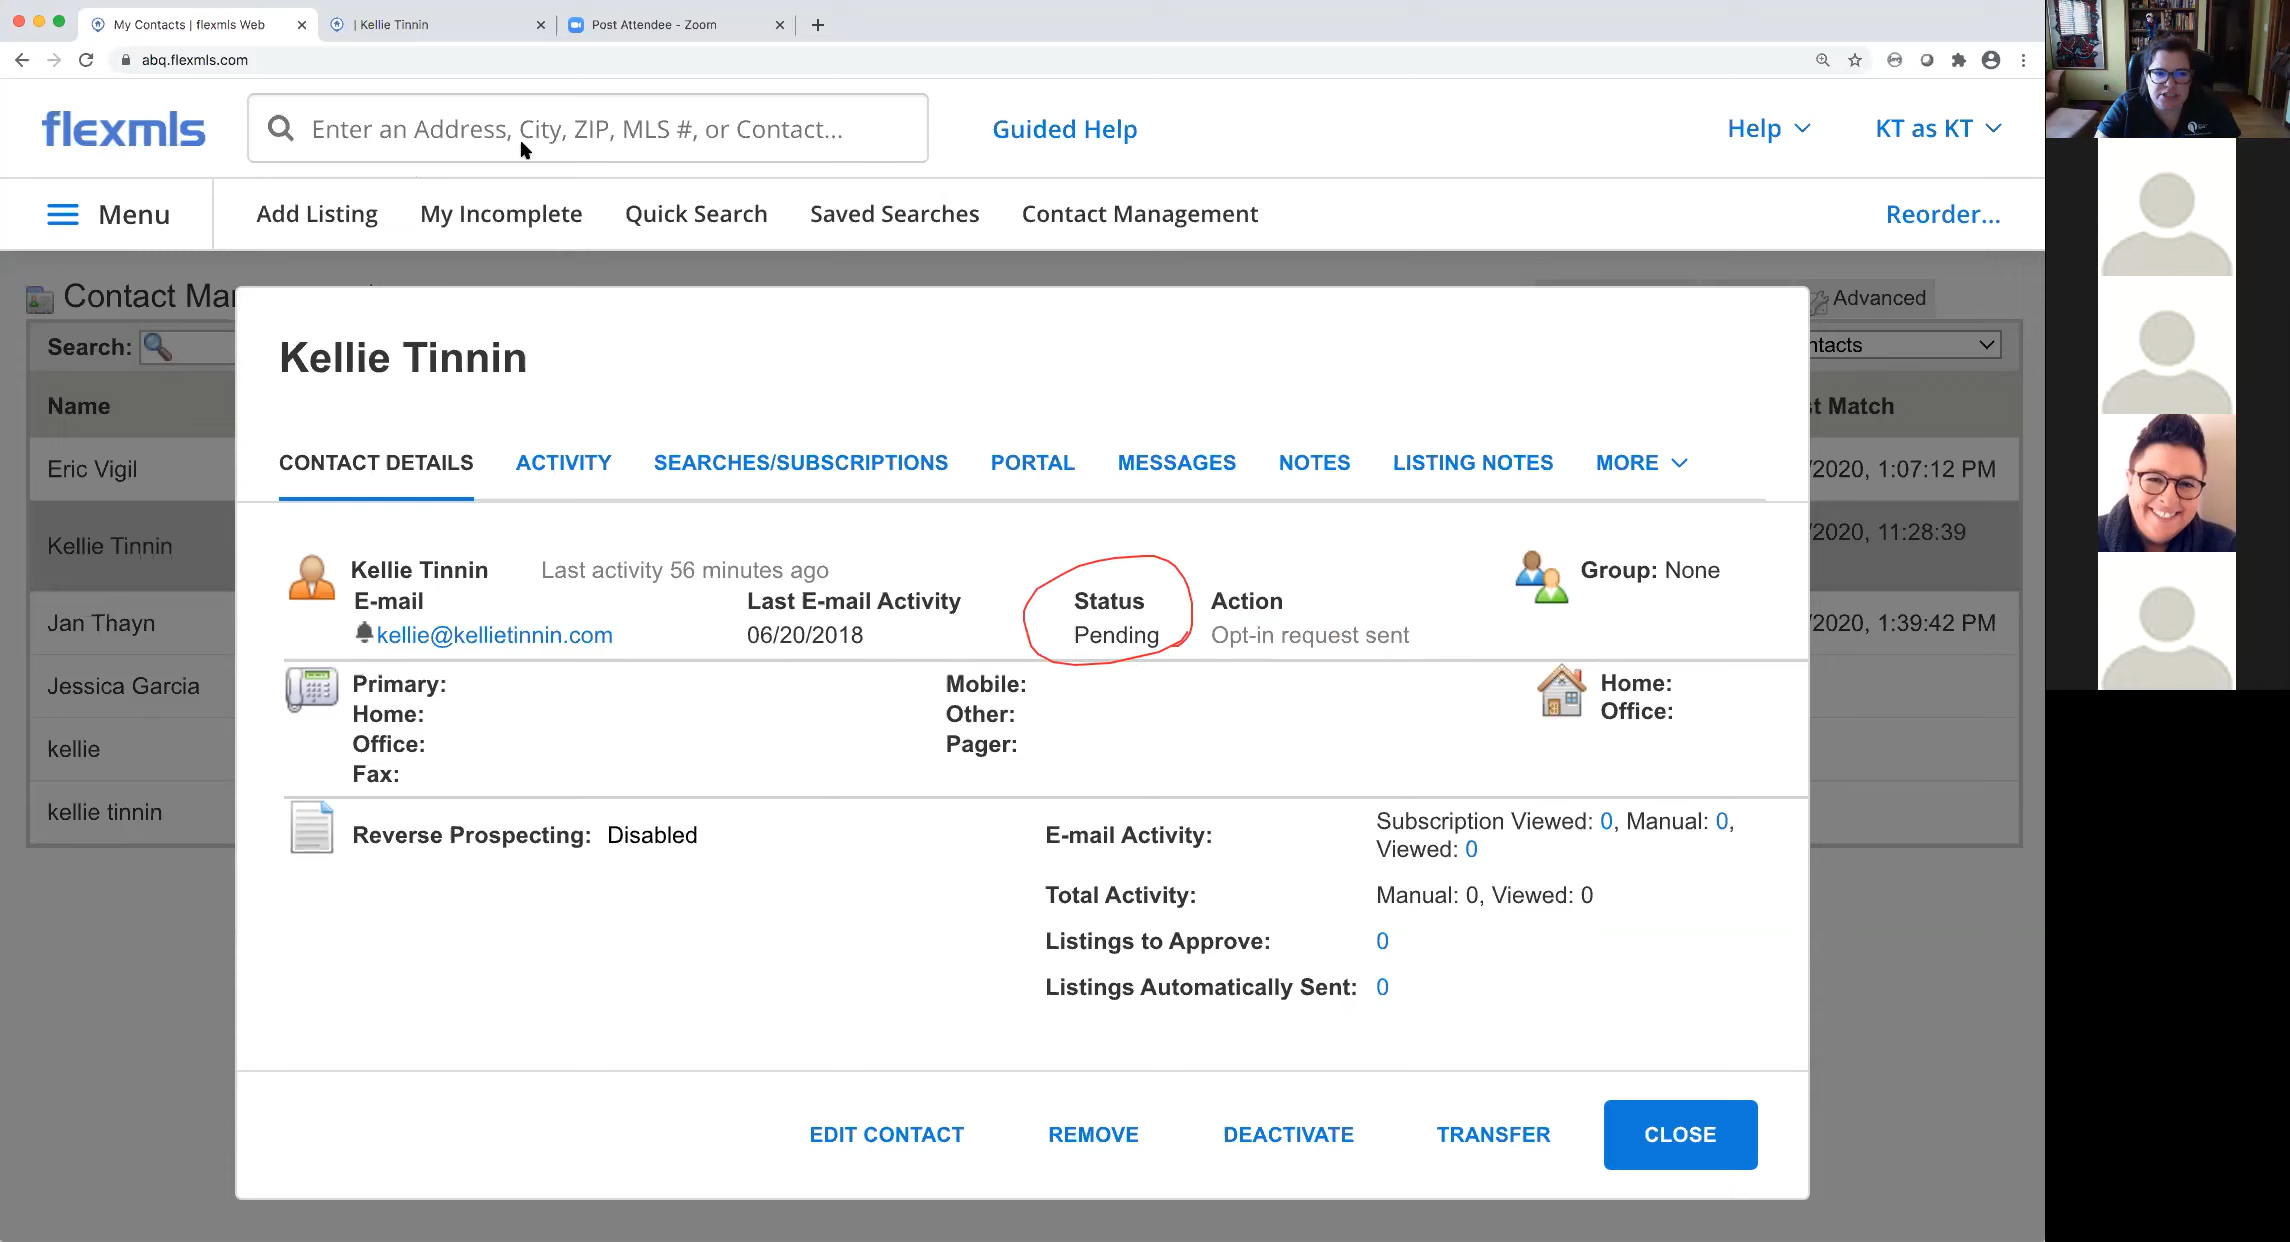 My Contacts | flexmls Web
| Kellie Tinnin
Post Attendee - Zoom
abq.flexmls.com
flexmls
Enter an Address, City, ZIP, MLS #, or Contact...
Guided Help
Help
KT as KT
Menu
Add Listing
My Incomplete
Quick Search
Saved Searches
Contact Management
Reorder...
Contact Ma
Advanced
Search:
ntacts
Name
t Match
Eric Vigil
2020, 1:07:12 PM
Kellie Tinnin
2020, 11:28:39
Jan Thayn
2020, 1:39:42 PM
Jessica Garcia
kellie
kellie tinnin
Kellie Tinnin
CONTACT DETAILS
ACTIVITY
SEARCHES/SUBSCRIPTIONS
PORTAL
MESSAGES
NOTES
LISTING NOTES
MORE
Kellie Tinnin Last activity 56 minutes ago
Group: None
E-mail Last E-mail Activity Status Action
kellie@kellietinnin.com 06/20/2018 Pending Opt-in request sent
Primary: Mobile: Home:
Home: Other: Office:
Office: Pager:
Fax:
Reverse Prospecting: Disabled
E-mail Activity: Subscription Viewed: 0, Manual: 0,
Viewed: 0
Total Activity: Manual: 0, Viewed: 0
Listings to Approve: 0
Listings Automatically Sent: 0
EDIT CONTACT
REMOVE
DEACTIVATE
TRANSFER
CLOSE